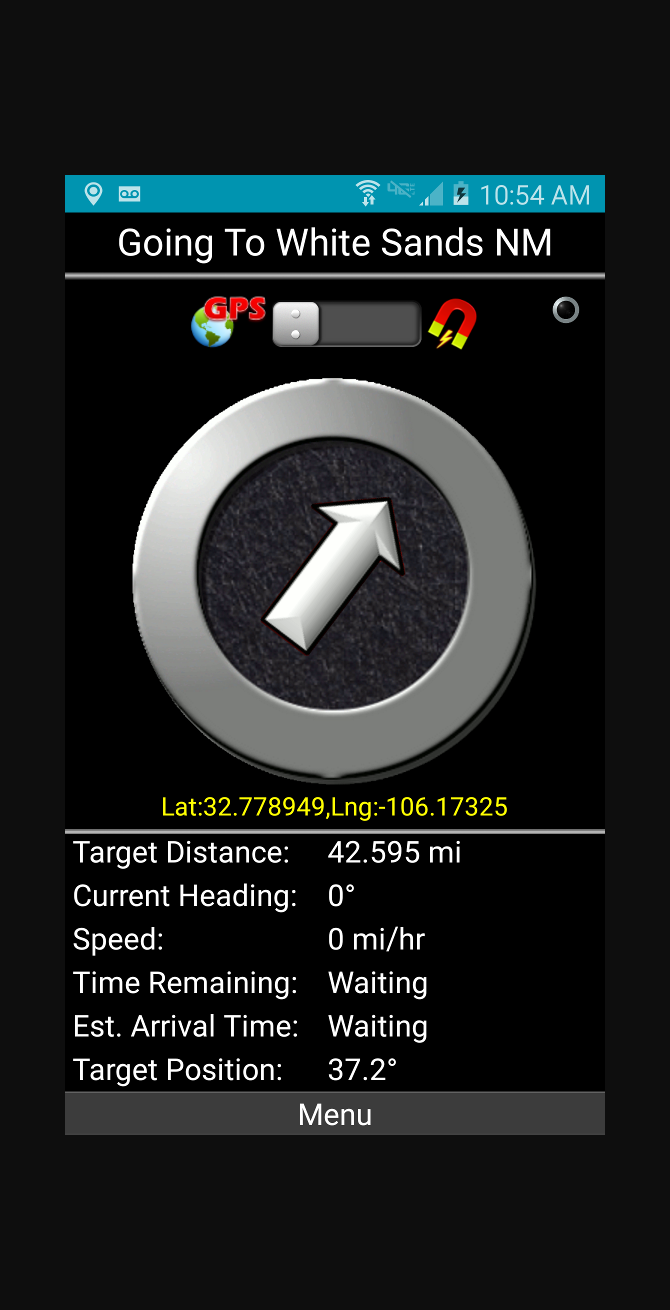 10:54 AM
Going To White Sands NM
GPS
Lat:32.778949,Lng:-106.17325
Target Distance: 42.595 mi
Current Heading: 0°
Speed: 0 mi/hr
Time Remaining: Waiting
Est. Arrival Time: Waiting
Target Position: 37.2°
Menu